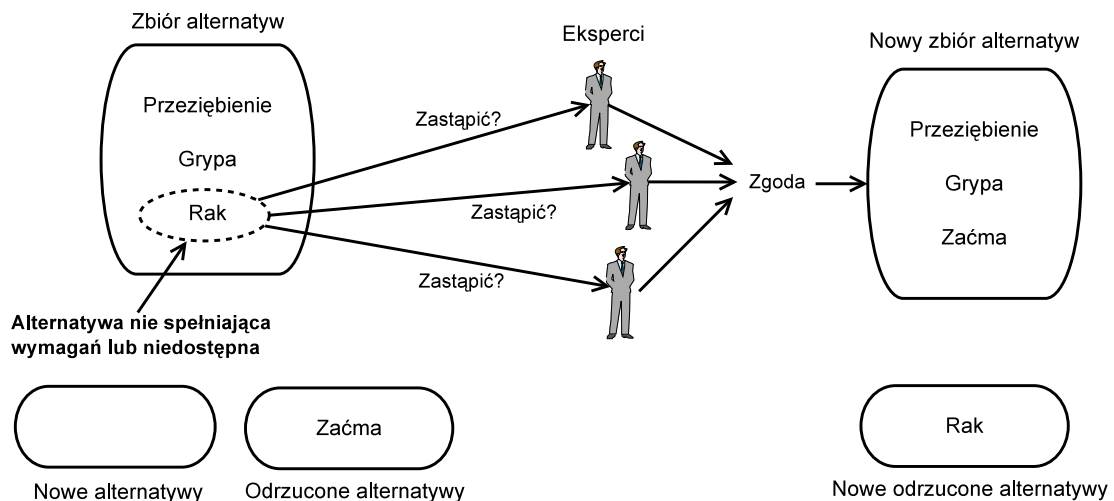 Zbiór alternatyw
Eksperci
Nowy zbiór alternatyw
Przeziębienie
Grypa
Rak
Zastąpić?
Zastąpić?
Zastąpić?
Zgoda
Przeziębienie
Grypa
Zaćma
Alternatywa nie spełniająca
wymagań lub niedostępna
Zaćma
Rak
Nowe alternatywy
Odrzucone alternatywy
Nowe odrzucone alternatywy